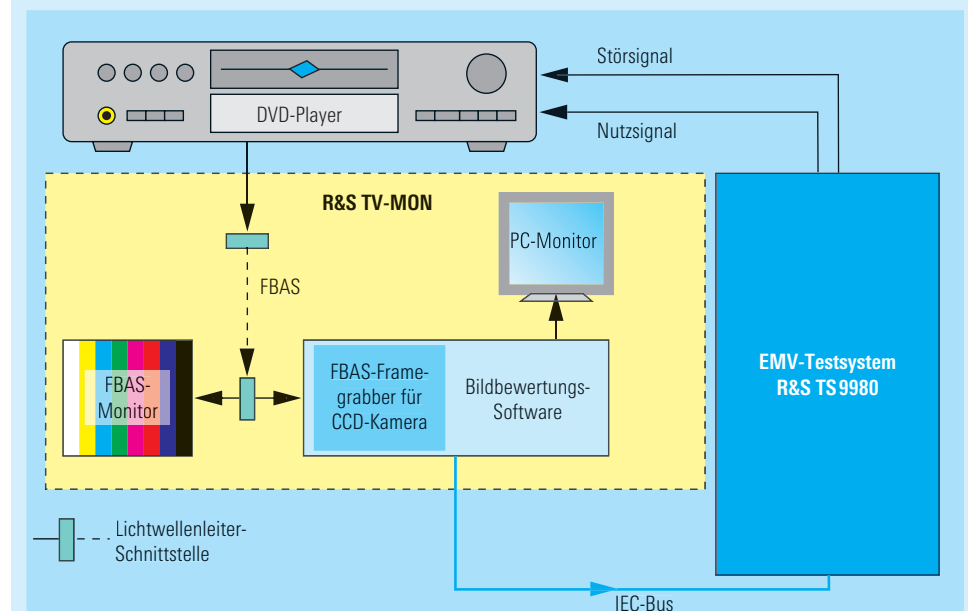 Störsignal
DVD-Player
Nutzsignal
R&S TV-MON
PC-Monitor
FBAS
FBAS-
Monitor
FBAS-Frame-
grabber für
CCD-Kamera
Bildbewertungs-
Software
EMV-Testsystem
R&S TS 9980
Lichtwellenleiter-
Schnittstelle
IEC-Bus